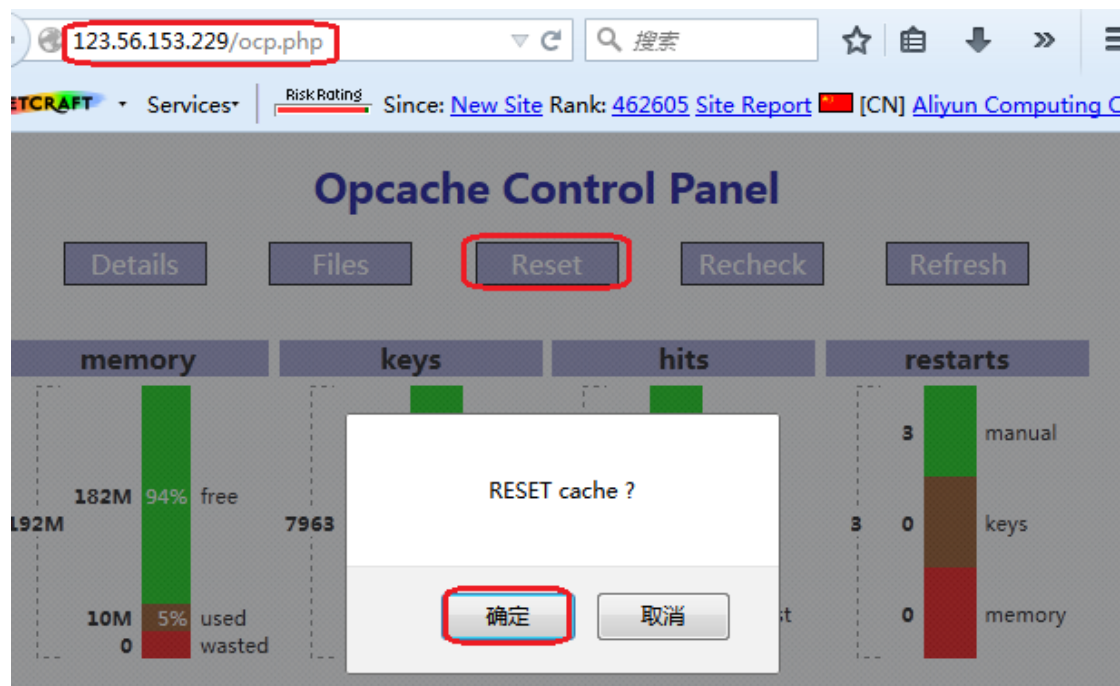 123.56.153.229/ocp.php 搜索
ETCRAFT Services Risk Rating Since: New Site Rank: 462605 Site Report [CN] Aliyun Computing C
Opcache Control Panel
Details Files Reset Recheck Refresh
memory keys hits restarts
3 manual
182M 94% free
RESET cache ?
192M 7963 3 0 keys
10M 5% used 确定 取消 st 0 memory
0 wasted